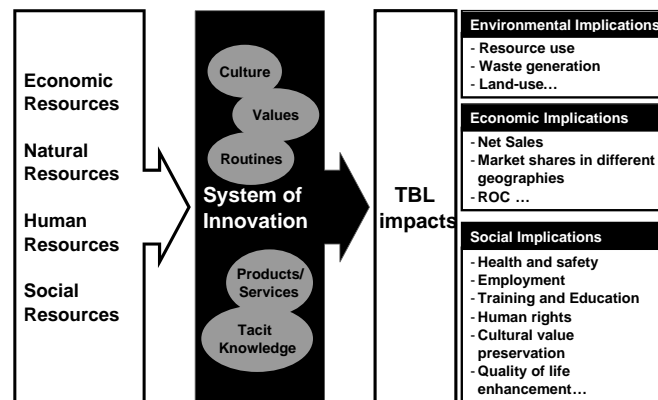 Economic
Resources
Natural
Resources
Human
Resources
Social
Resources
Culture
Values
Routines
System of
Innovation
Products/
Services
Tacit
Knowledge
TBL
impacts
Environmental Implications
- Resource use
- Waste generation
- Land-use…
Economic Implications
- Net Sales
- Market shares in different
geographies
- ROC …
Social Implications
- Health and safety
- Employment
- Training and Education
- Human rights
- Cultural value
preservation
- Quality of life
enhancement…